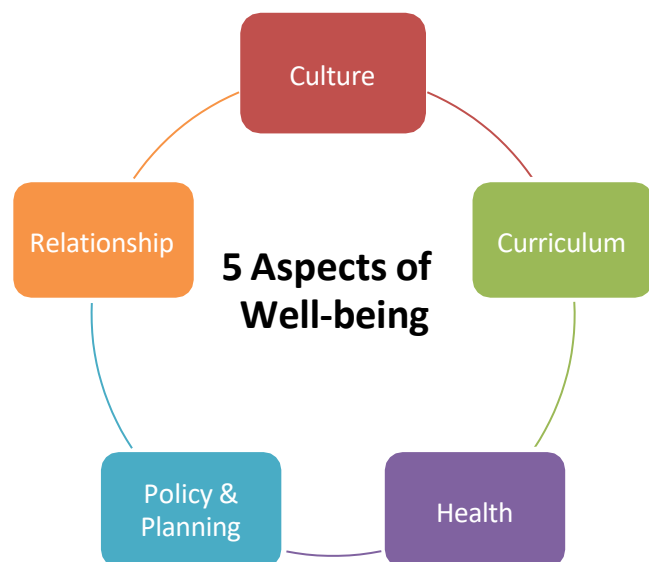 Culture
Relationship
Curriculum
5 Aspects of
Well-being
Policy &
Planning
Health